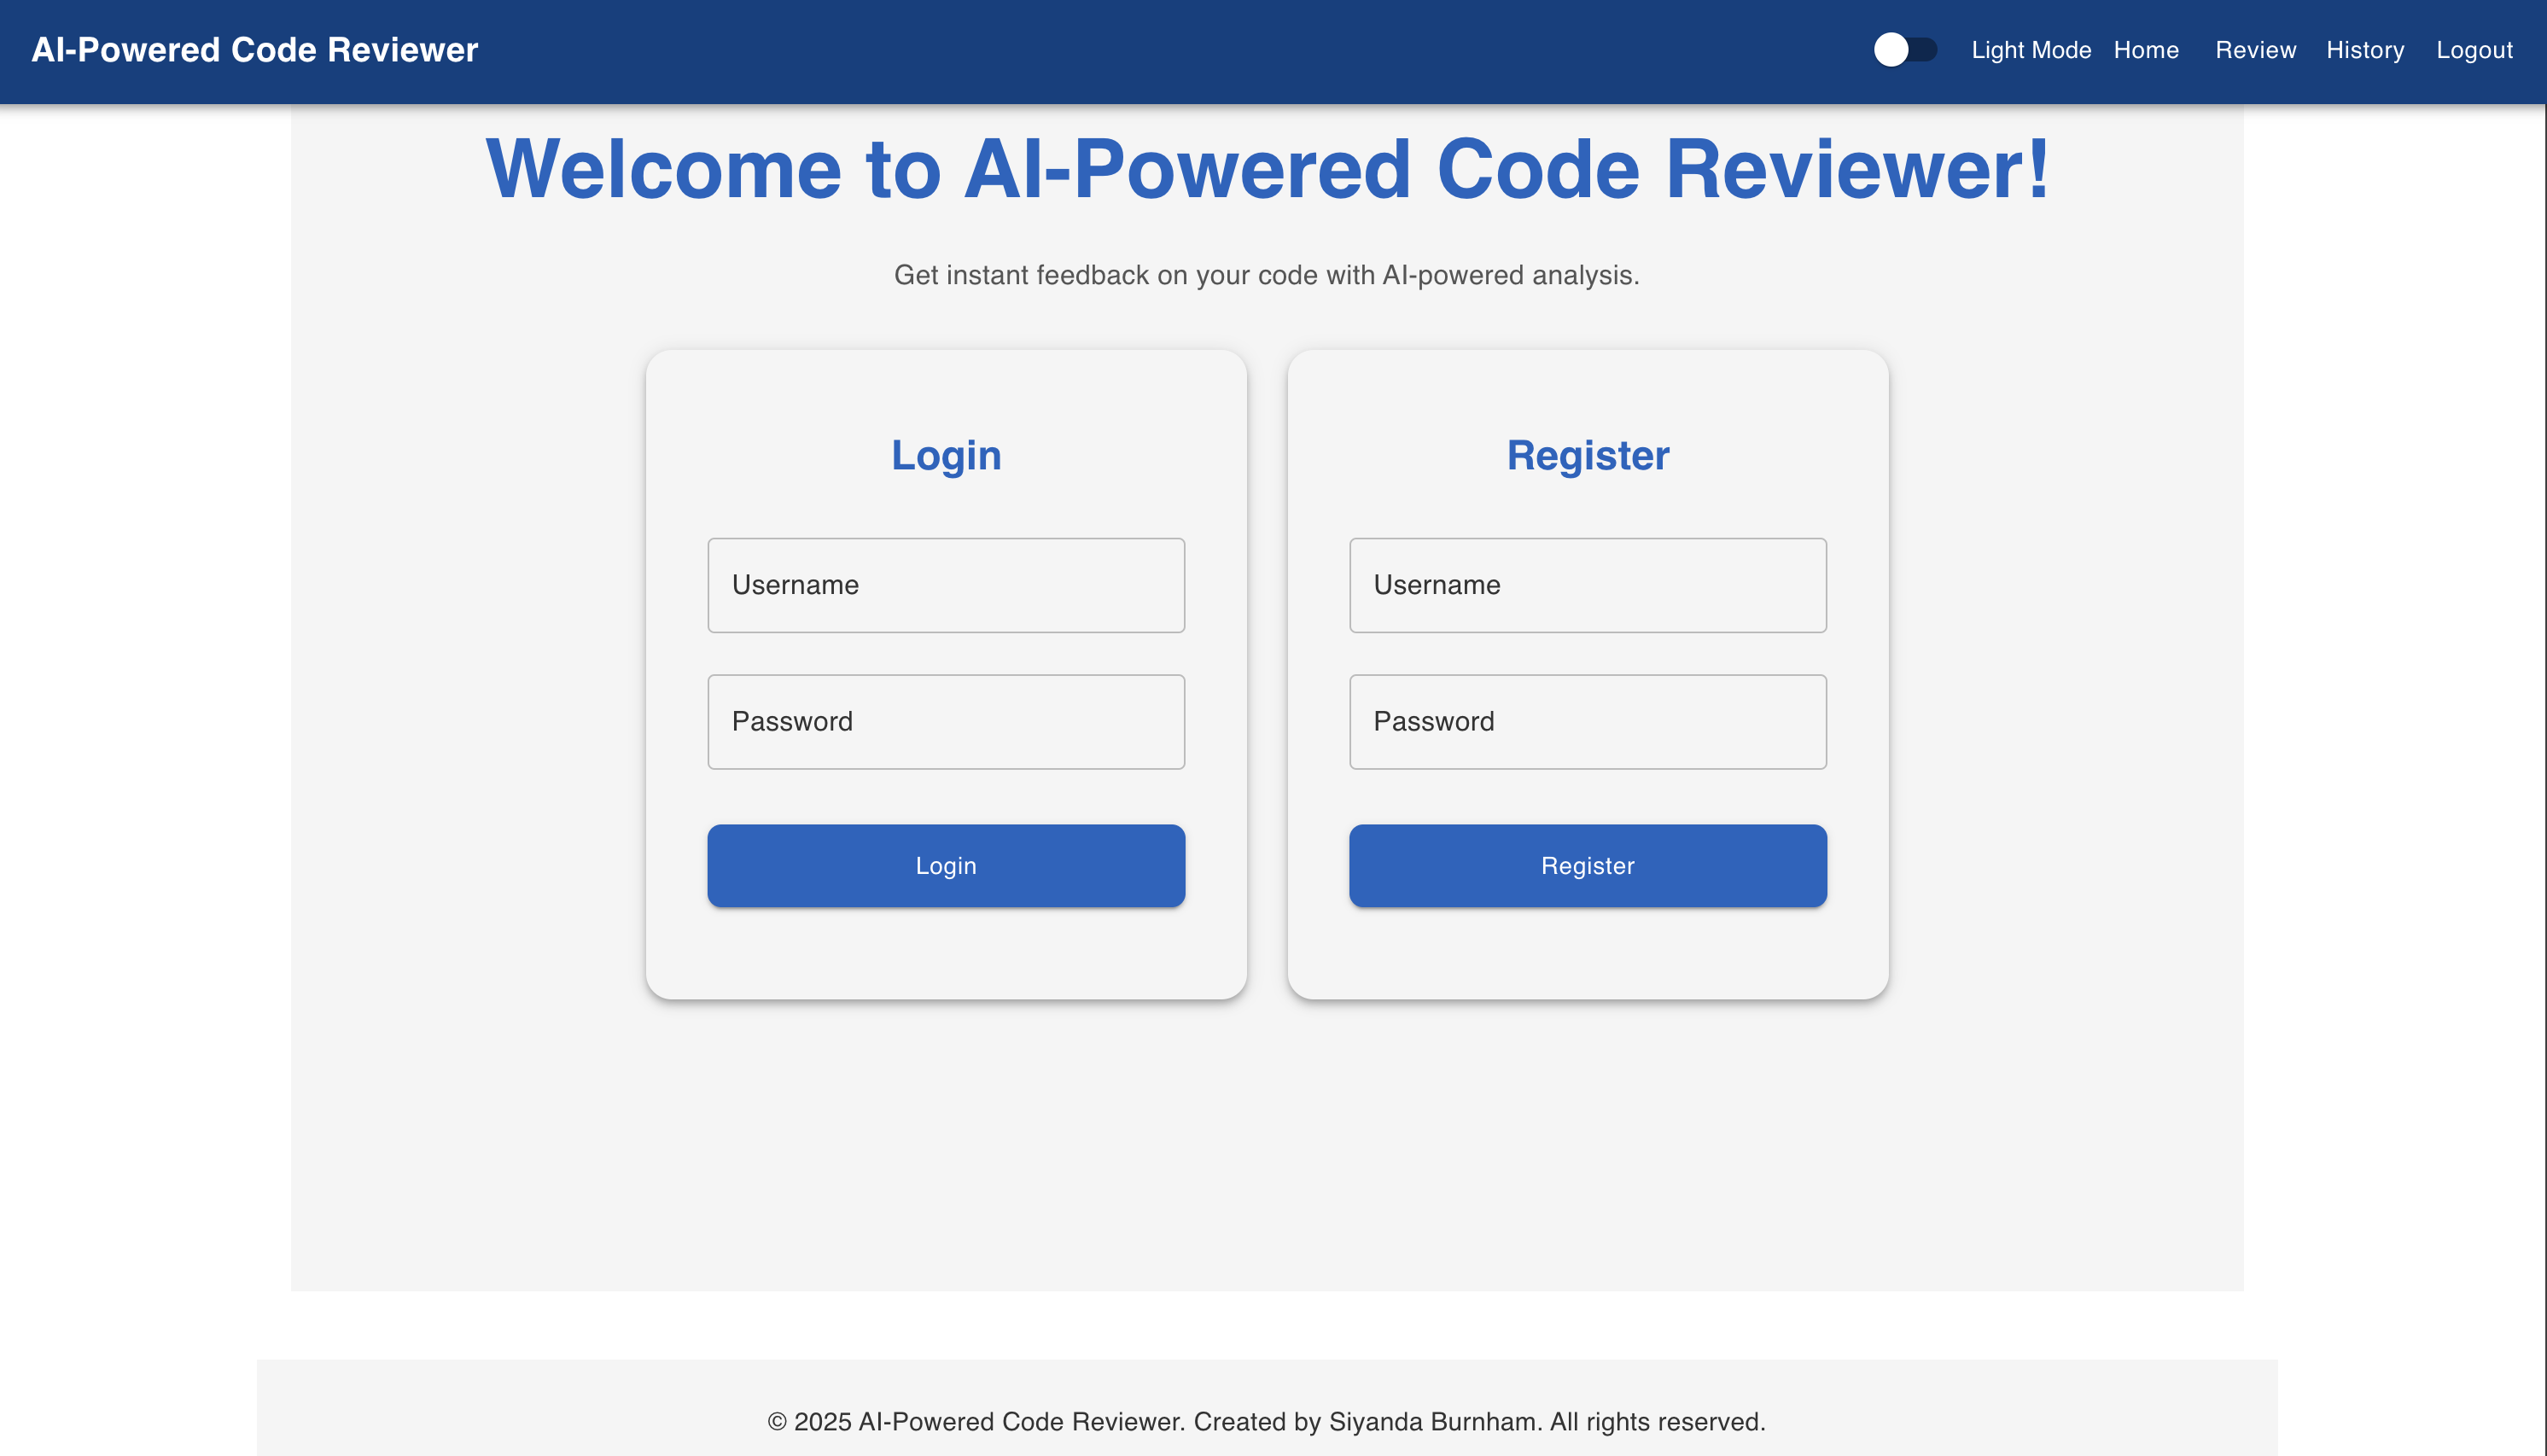 AI-Powered Code Reviewer
Light Mode Home Review History Logout
Welcome to AI-Powered Code Reviewer!
Get instant feedback on your code with AI-powered analysis.
Login
Username
Password
Login
Register
Username
Password
Register
© 2025 AI-Powered Code Reviewer. Created by Siyanda Burnham. All rights reserved.